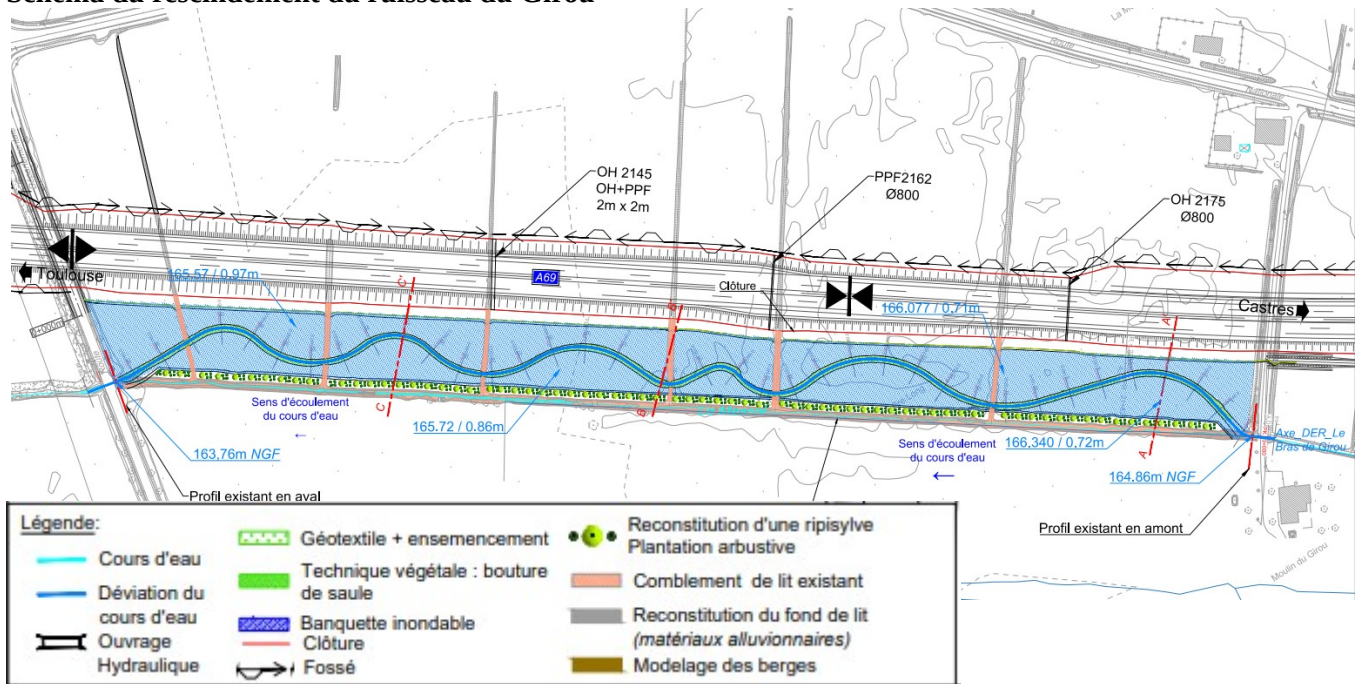 Schéma du rescindement du ruisseau du Girou
La M
Route
Nationale
OH 2145
OH+PPF
2m x 2m
PPF2162
Ø800
OH 2175
Ø800
Toulouse
165.57 / 0,97m
A69
Clôture
166.077 / 0.71m
Castres
C'
A'
Sens d'écoulement
du cours d'eau
C
165.72 / 0.86m
B
Sens d'écoulement
du cours d'eau
166,340 / 0.72m
A
Axe_DER_Le
Bras de Girou
163,76m NGF
164.86m NGF
Profil existant en aval
Profil existant en amont
Moulin du Girou
Légende:
Cours d'eau
Déviation du
cours d'eau
Ouvrage
Hydraulique
Géotextile + ensemencement
Technique végétale : bouture
de saule
Banquette inondable
Clôture
Fossé
Reconstitution d'une ripisylve
Plantation arbustive
Comblement de lit existant
Reconstitution du fond de lit
(matériaux alluvionnaires)
Modelage des berges